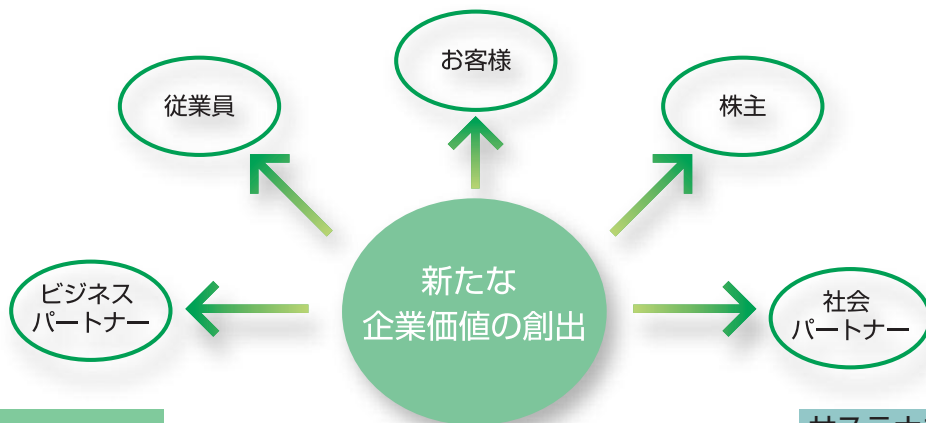 お客様
従業員
株主
新たな
企業価値の創出
ビジネス
パートナー
社会
パートナー